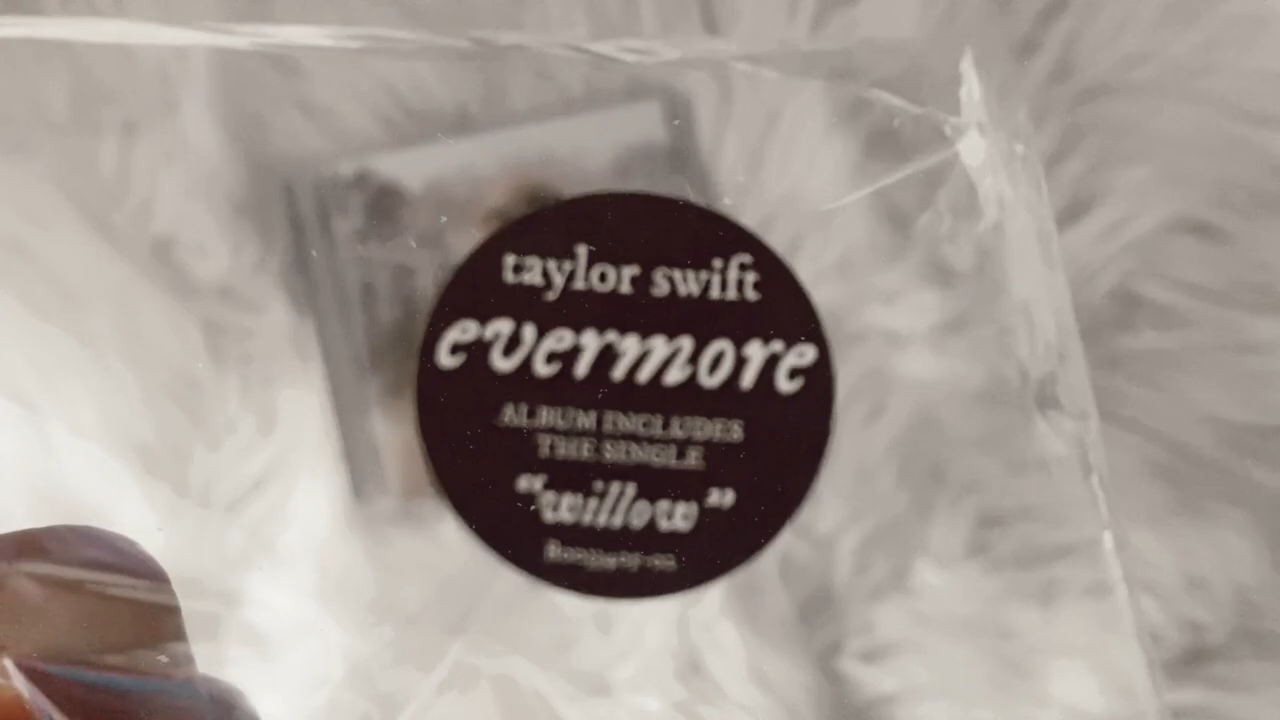 taylor swift
evermore
ALBUM INCLUDES
THE SINGLE
"willow"